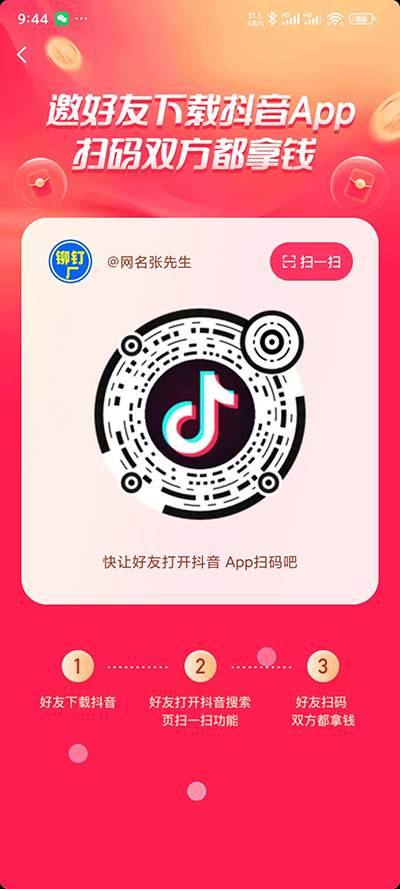 9:44
31.5 KB/s
HD
HD
86
邀好友下载抖音App
扫码双方都拿钱
铆钉
厂
@网名张先生
扫一扫
快让好友打开抖音 App扫码吧
1
2
3
好友下载抖音
好友打开抖音搜索
页扫一扫功能
好友扫码
双方都拿钱